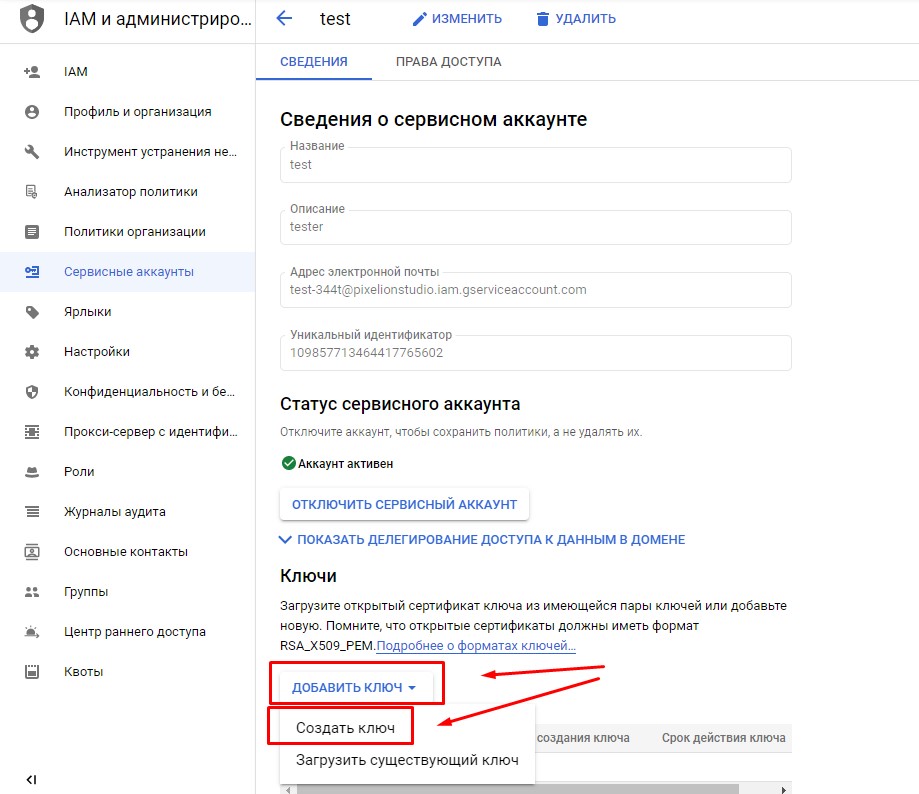 IAM и администриро...
IAM
Профиль и организация
Инструмент устранения не...
Анализатор политики
Политики организации
Сервисные аккаунты
Ярлыки
Настройки
Конфиденциальность и бе...
Прокси-сервер с идентифи...
Роли
Журналы аудита
Основные контакты
Группы
Центр раннего доступа
Квоты
test
ИЗМЕНИТЬ
УДАЛИТЬ
СВЕДЕНИЯ
ПРАВА ДОСТУПА
Сведения о сервисном аккаунте
Название
test
Описание
tester
Адрес электронной почты
test-344t@pixelionstudio.iam.gserviceaccount.com
Уникальный идентификатор
109857713464417765602
Статус сервисного аккаунта
Отключите аккаунт, чтобы сохранить политики, а не удалять их.
Аккаунт активен
ОТКЛЮЧИТЬ СЕРВИСНЫЙ АККАУНТ
ПОКАЗАТЬ ДЕЛЕГИРОВАНИЕ ДОСТУПА К ДАННЫМ В ДОМЕНЕ
Ключи
Загрузите открытый сертификат ключа из имеющейся пары ключей или добавьте
новую. Помните, что открытые сертификаты должны иметь формат
RSA_X509_PEM.Подробнее о форматах ключей...
ДОБАВИТЬ КЛЮЧ
Создать ключ
Загрузить существующий ключ
создания ключа
Срок действия ключа